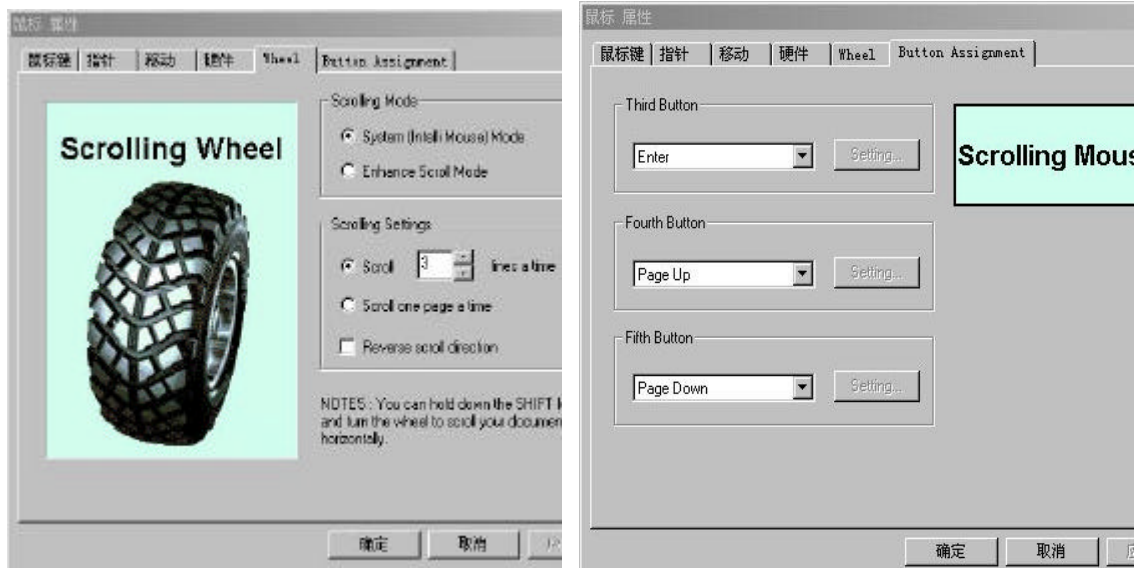 鼠标 属性
鼠标键 指针 移动 硬件 Wheel Button Assignment
Scrolling Wheel
Scrolling Mode
System (Intelli Mouse) Mode
Enhance Scroll Mode
Scrolling Settings
Scroll 3 lines a time
Scroll one page a time
Reverse scroll direction
NOTES : You can hold down the SHIFT
and turn the wheel to scroll your documen
horizontally.
确定 取消
鼠标 属性
鼠标键 指针 移动 硬件 Wheel Button Assignment
Third Button
Enter Setting...
Scrolling Mous
Fourth Button
Page Up Setting...
Fifth Button
Page Down Setting...
确定 取消